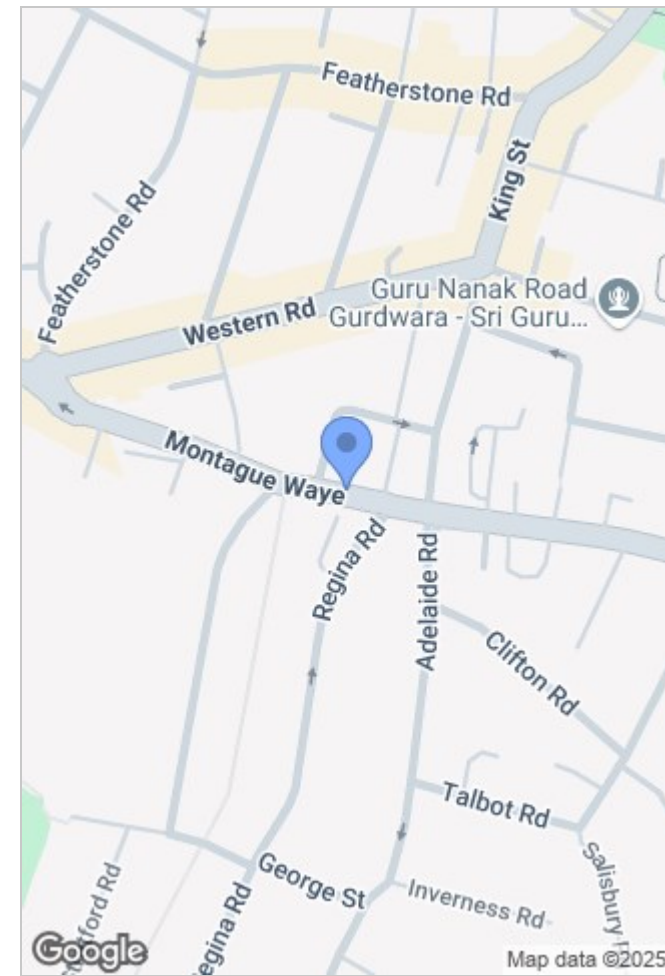 Featherstone Rd
King St
Featherstone Rd
Guru Nanak Road
Gurdwara - Sri Guru...
Western Rd
Montague Waye
Regina Rd
Adelaide Rd
Clifton Rd
Talbot Rd
George St
Salisbury
Inverness Rd
Regina Rd
Google
Map data ©2025